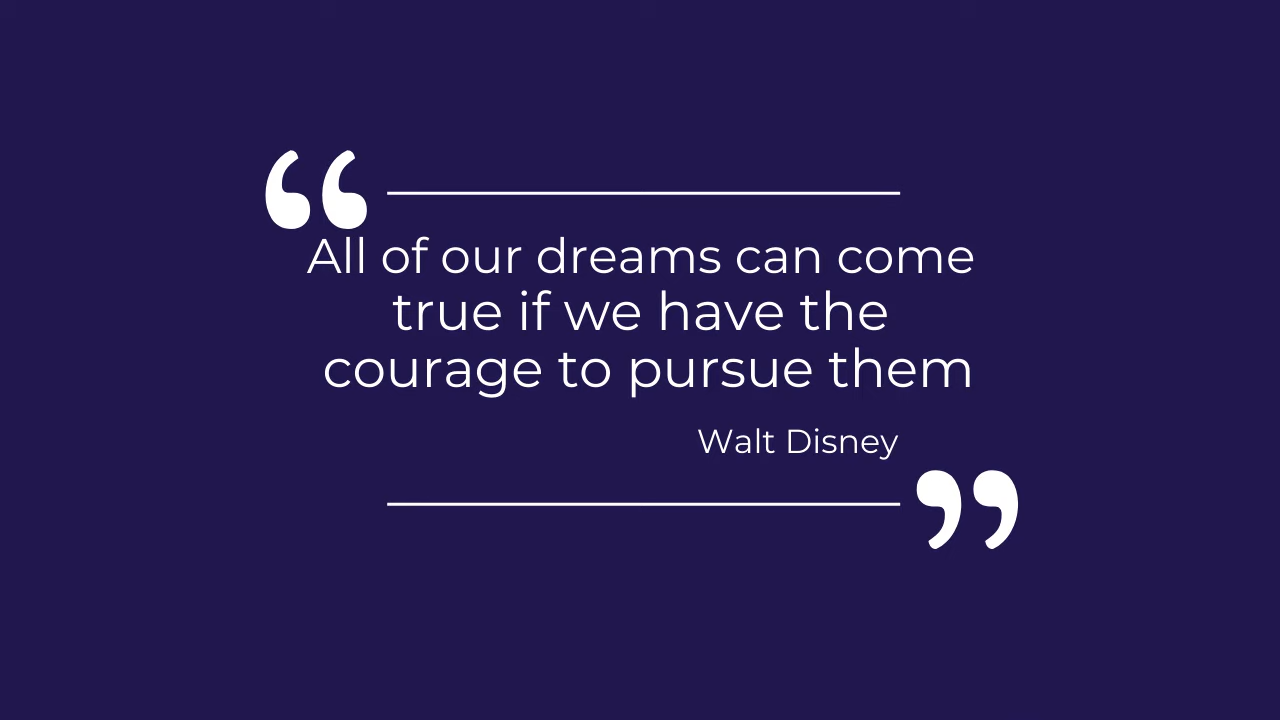 “
All of our dreams can come
true if we have the
courage to pursue them
Walt Disney
”